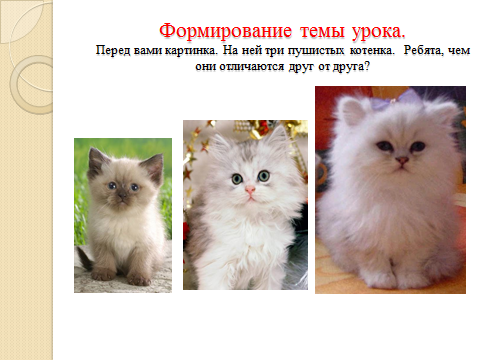 Формирование темы урока.
Перед вами картинка. На ней три пушистых котенка. Ребята, чем
они отличаются друг от друга?